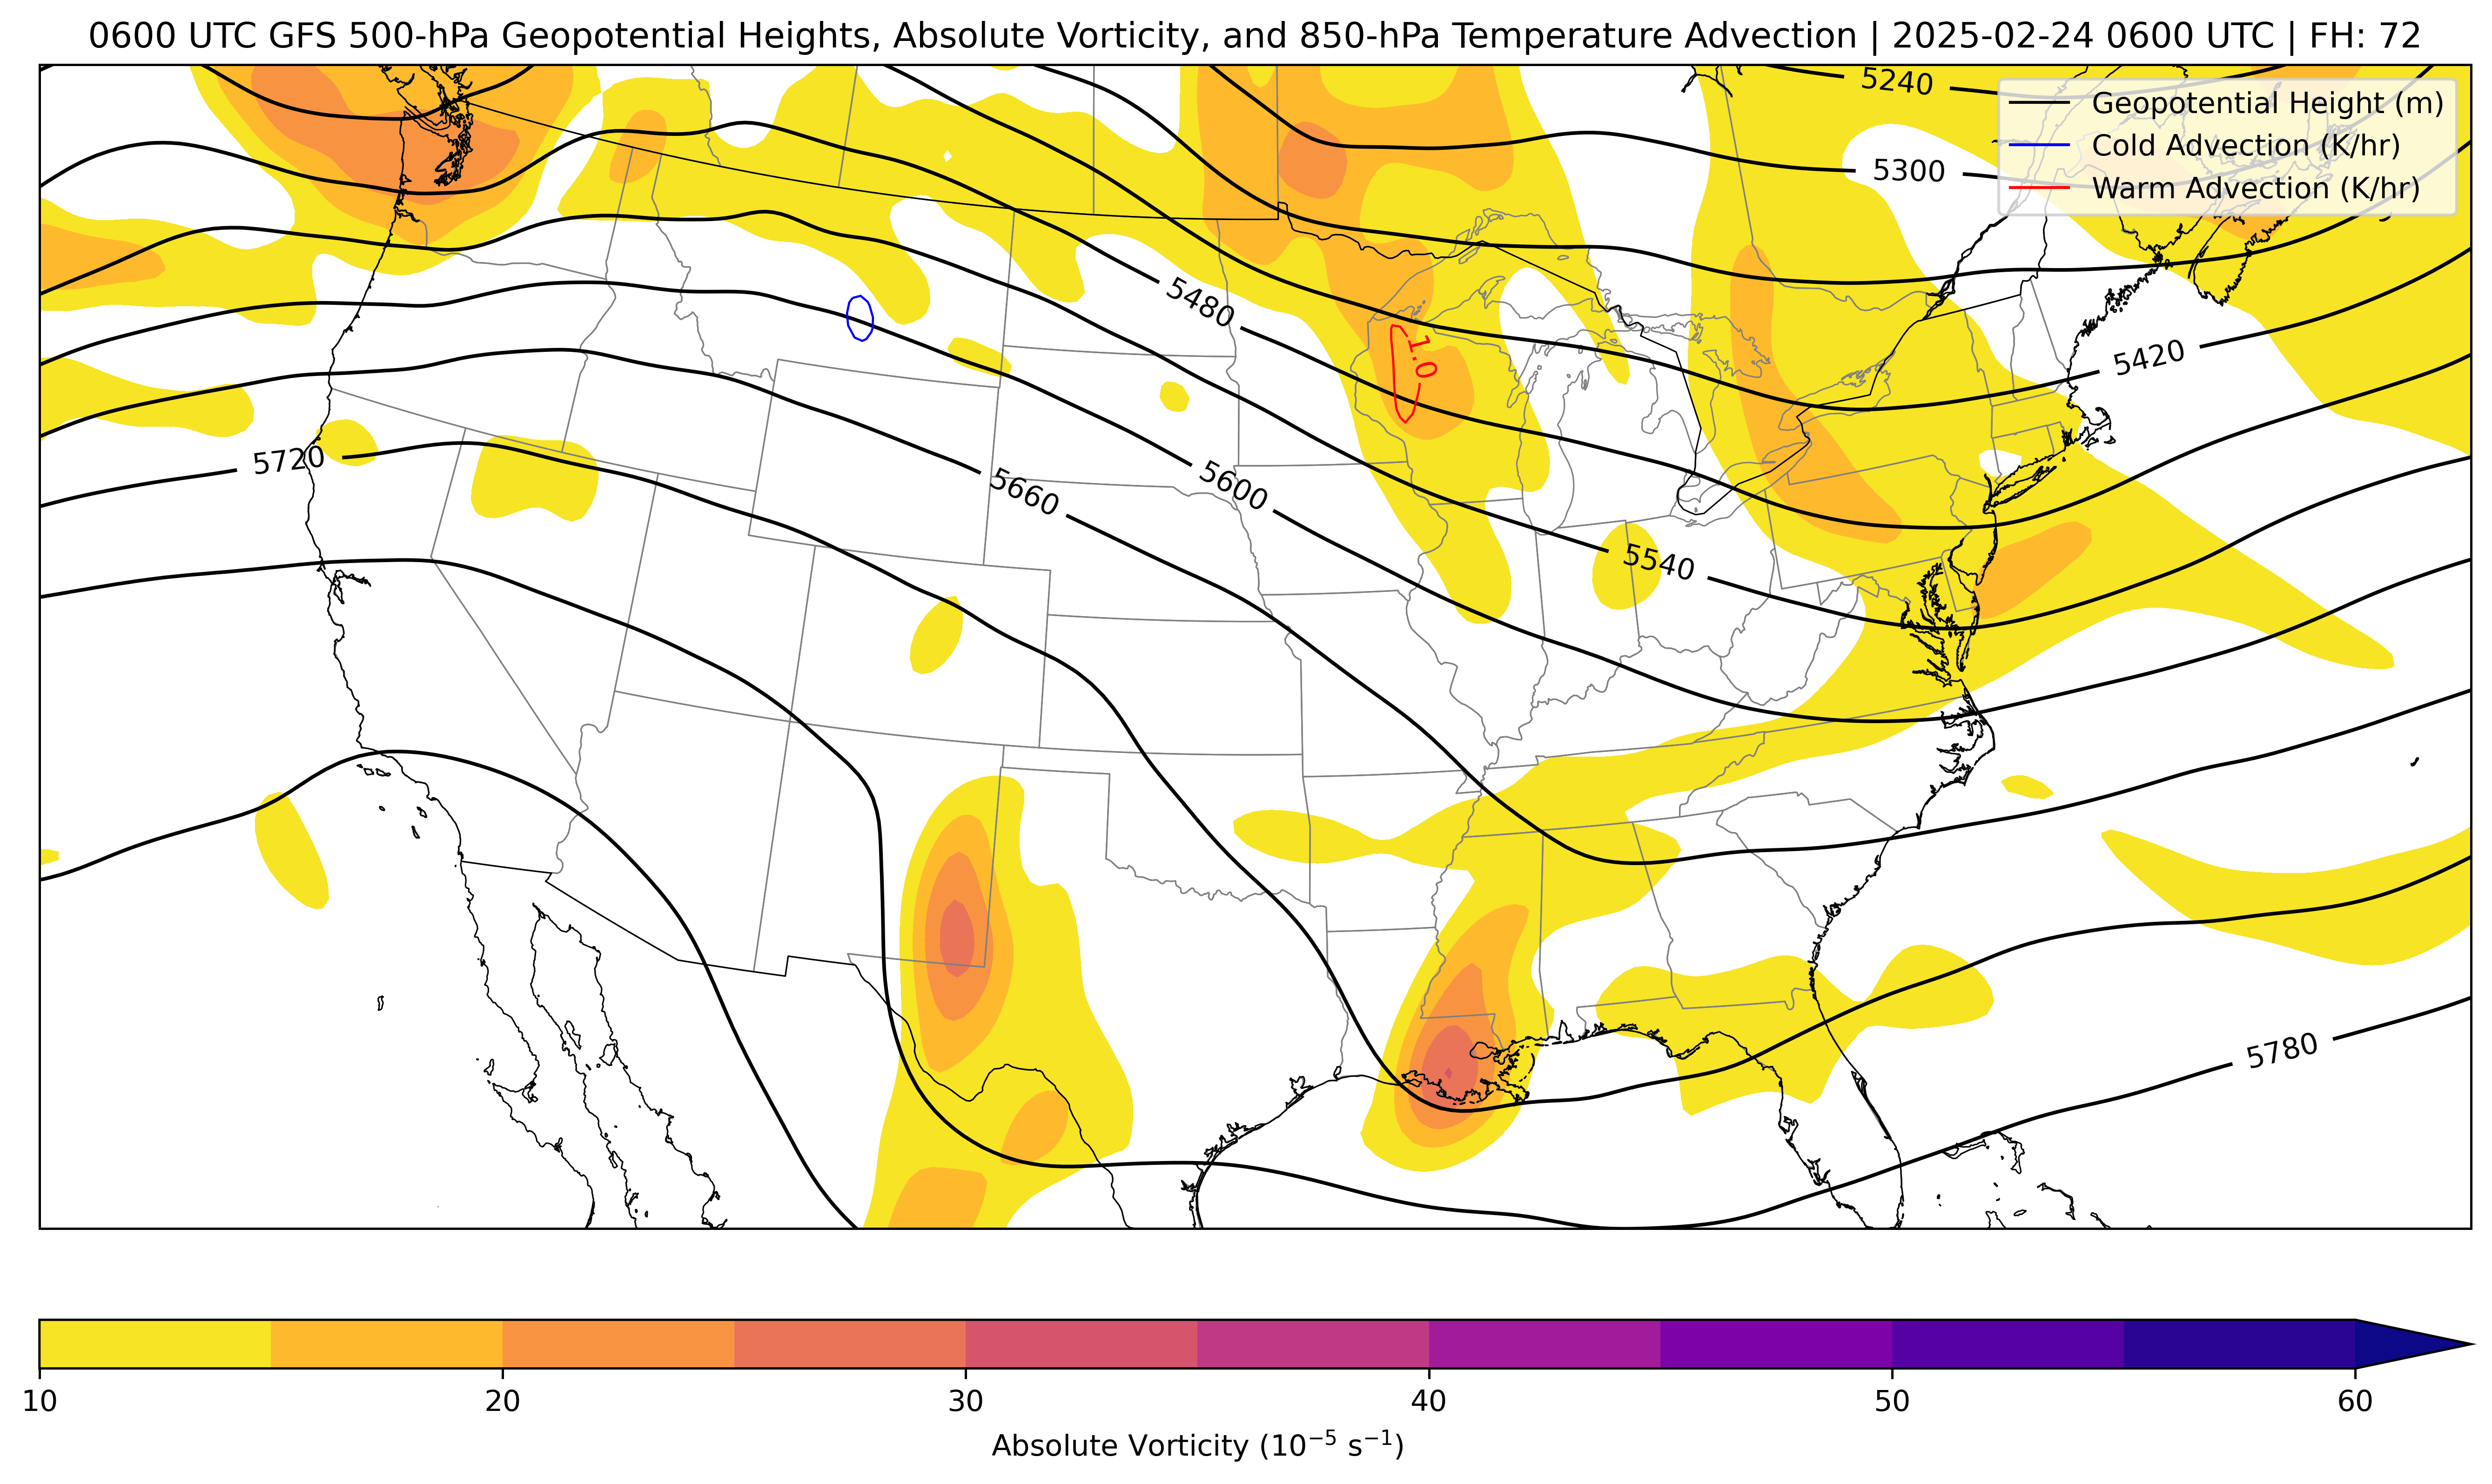 0600 UTC GFS 500-hPa Geopotential Heights, Absolute Vorticity, and 850-hPa Temperature Advection | 2025-02-24 0600 UTC | FH: 72
5240
Geopotential Height (m)
Cold Advection (K/hr)
Warm Advection (K/hr)
5300
5480
1.0
5420
5720
5660
5600
5540
5780
10 20 30 40 50 60
Absolute Vorticity (10⁻⁵ s⁻¹)